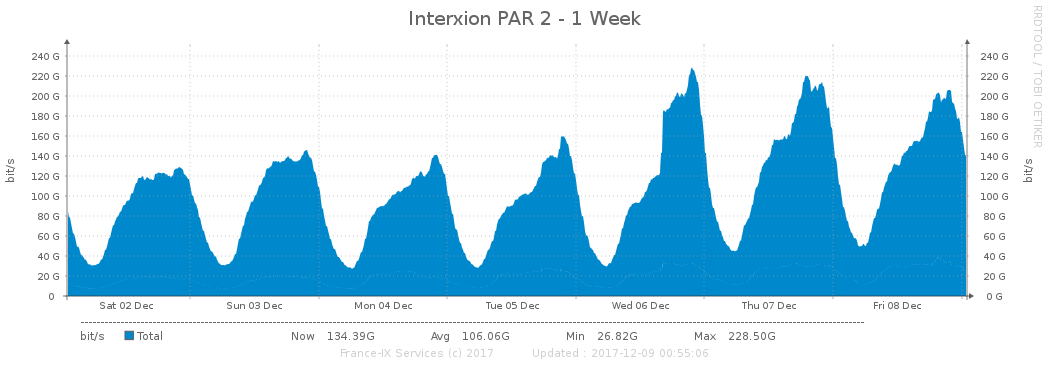 Interxion PAR 2 - 1 Week
RRDTOOL / TOBI OETIKER
bit/s
240 G 240 G
220 G 220 G
200 G 200 G
180 G 180 G
160 G 160 G
140 G 140 G
120 G 120 G
100 G 100 G
80 G 80 G
60 G 60 G
40 G 40 G
20 G 20 G
0 0 G
bit/s
Sat 02 Dec Sun 03 Dec Mon 04 Dec Tue 05 Dec Wed 06 Dec Thu 07 Dec Fri 08 Dec
bit/s Total Now 134.39G Avg 106.06G Min 26.82G Max 228.50G
France-IX Services (c) 2017 Updated : 2017-12-09 00:55:06